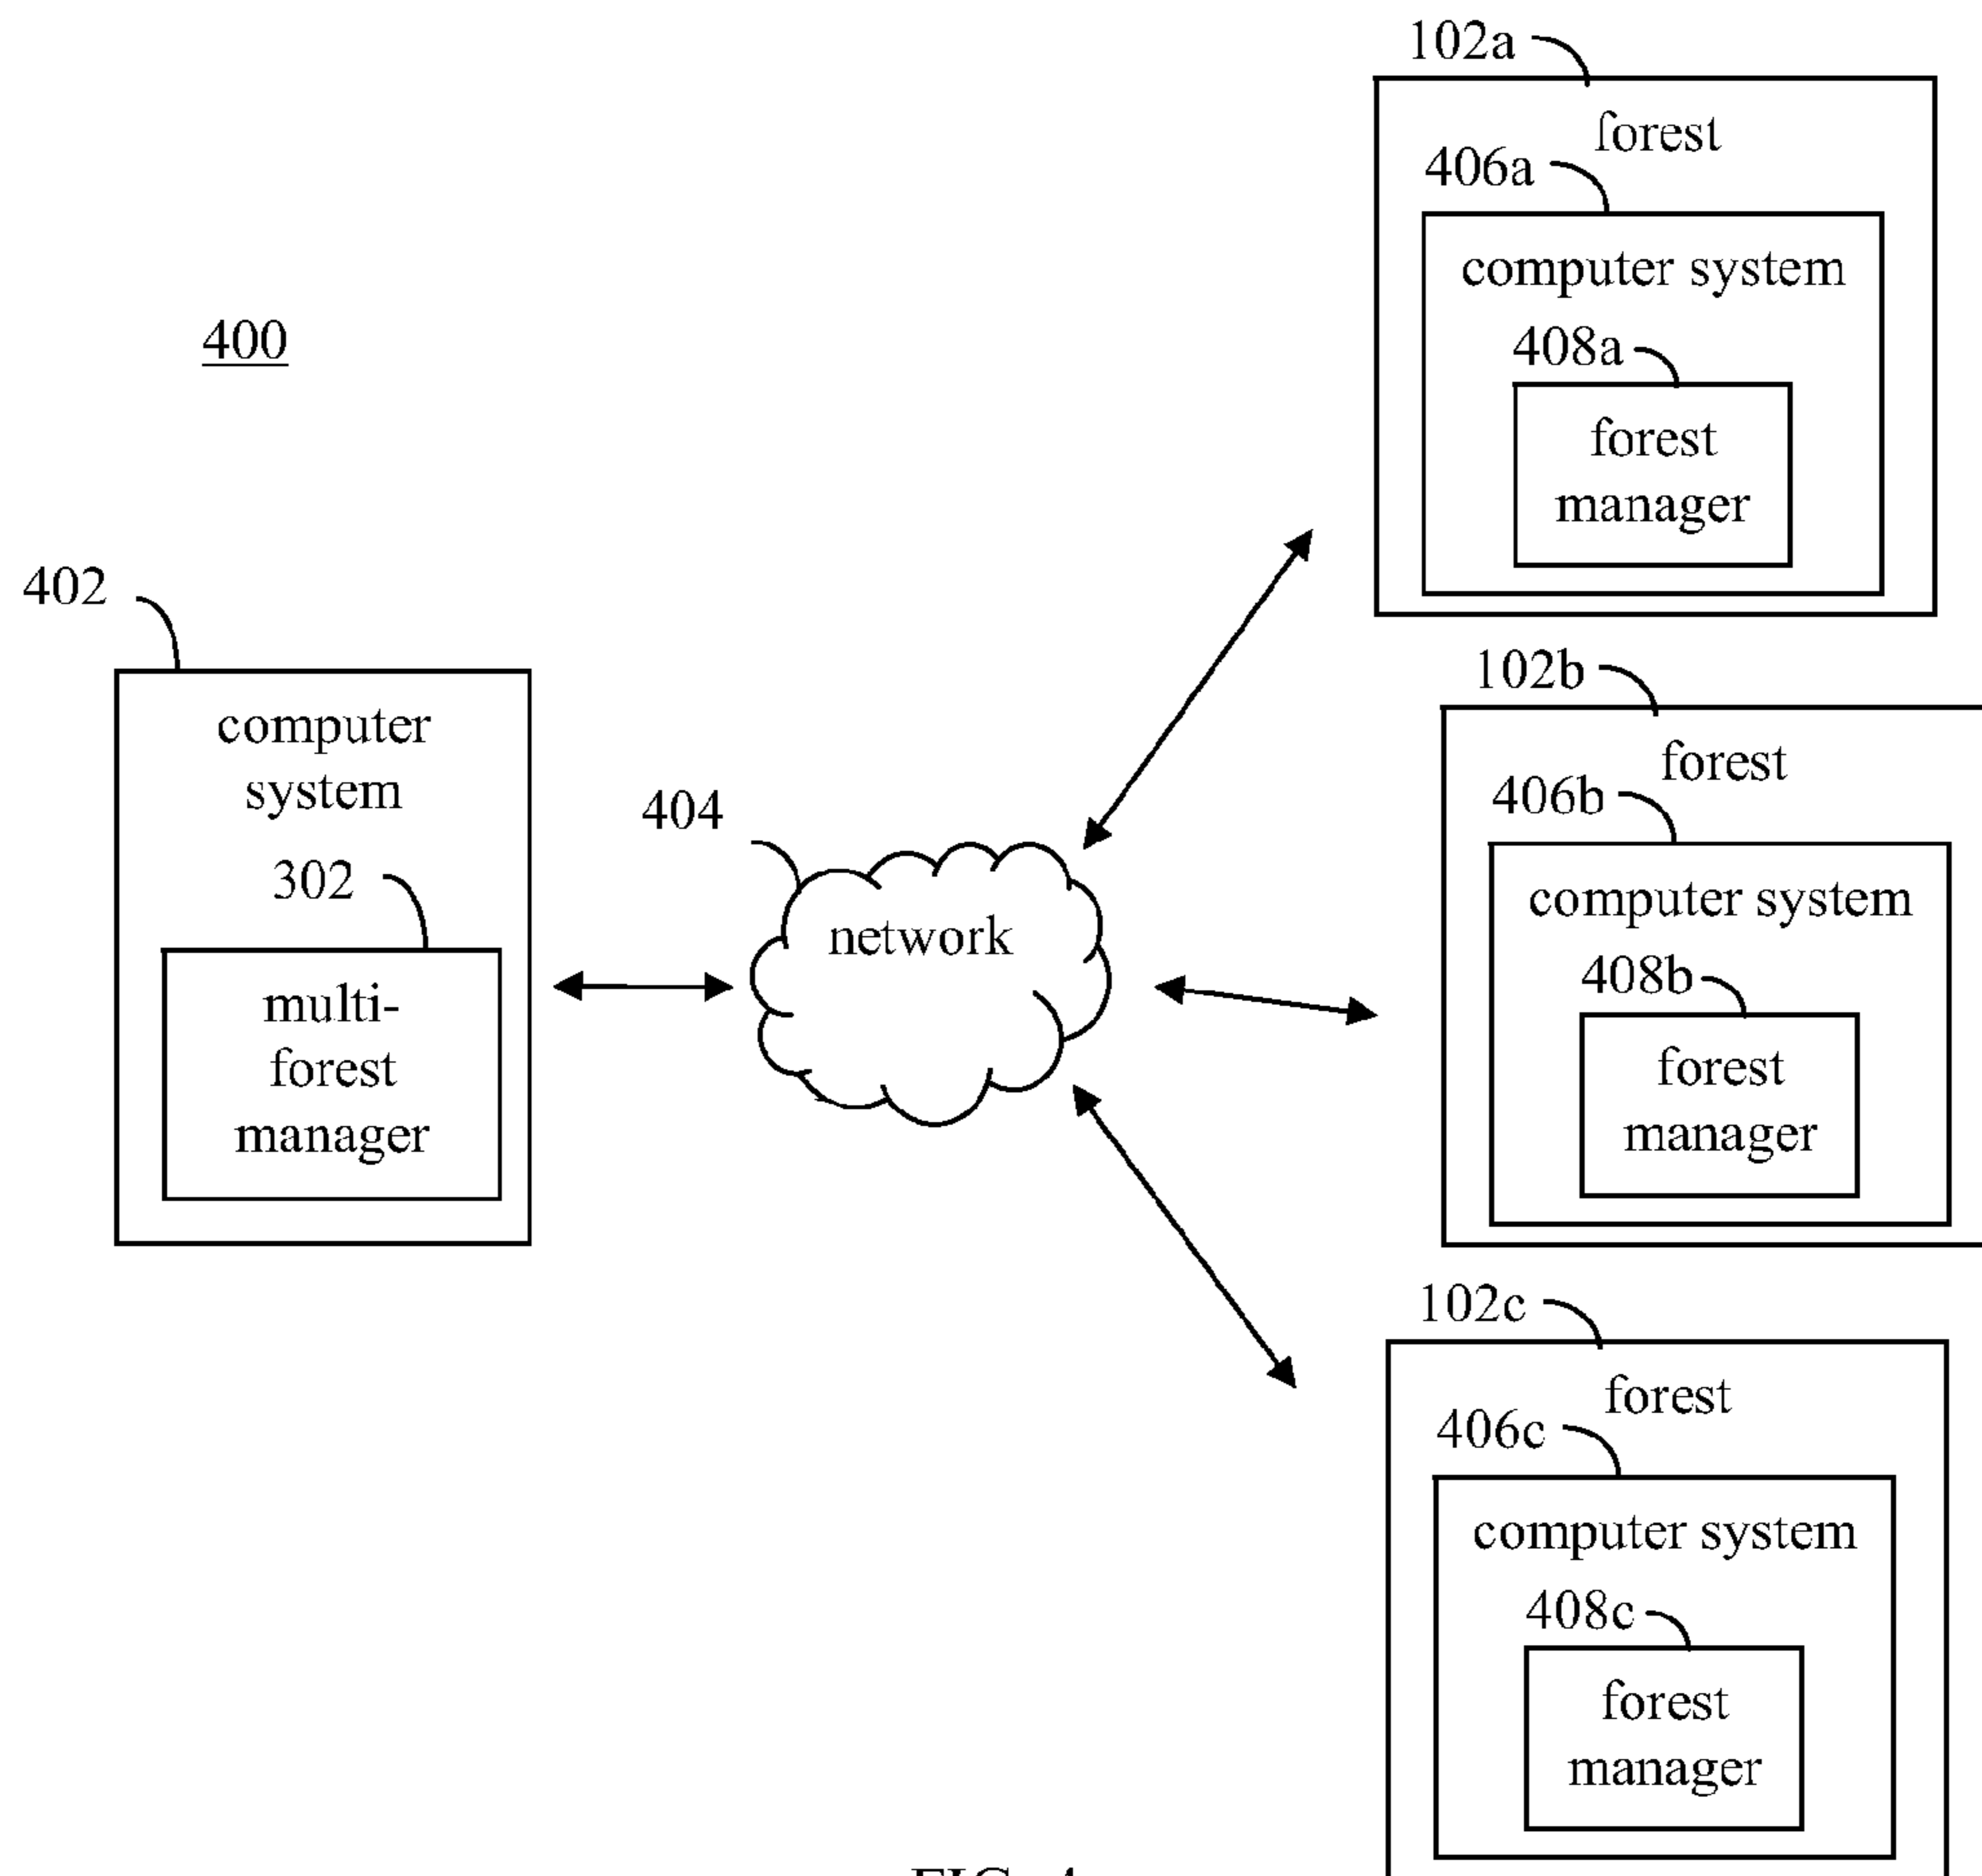 400
402
computer
system
302
multi-
forest
manager
404
network
102a
forest
406a
computer system
408a
forest
manager
102b
forest
406b
computer system
408b
forest
manager
102c
forest
406c
computer system
408c
forest
manager